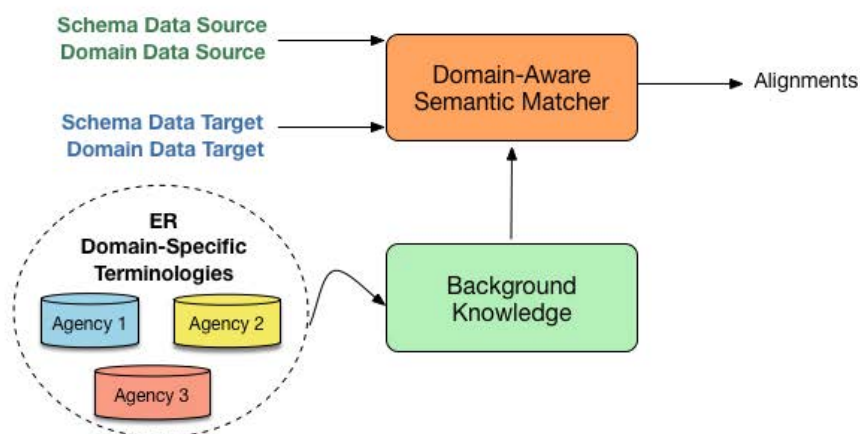 Schema Data Source
Domain Data Source
Domain-Aware
Semantic Matcher
Alignments
Schema Data Target
Domain Data Target
ER
Domain-Specific
Terminologies
Agency 1
Agency 2
Agency 3
Background
Knowledge